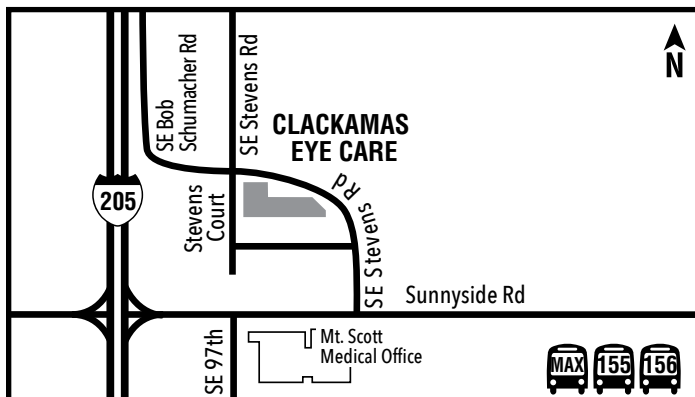 SE Bob
Schumacher Rd
SE Stevens Rd
N
CLACKAMAS
EYE CARE
205
Stevens
Court
SE Stevens Rd
Sunnyside Rd
SE 97th
Mt. Scott
Medical Office
MAX
155
156